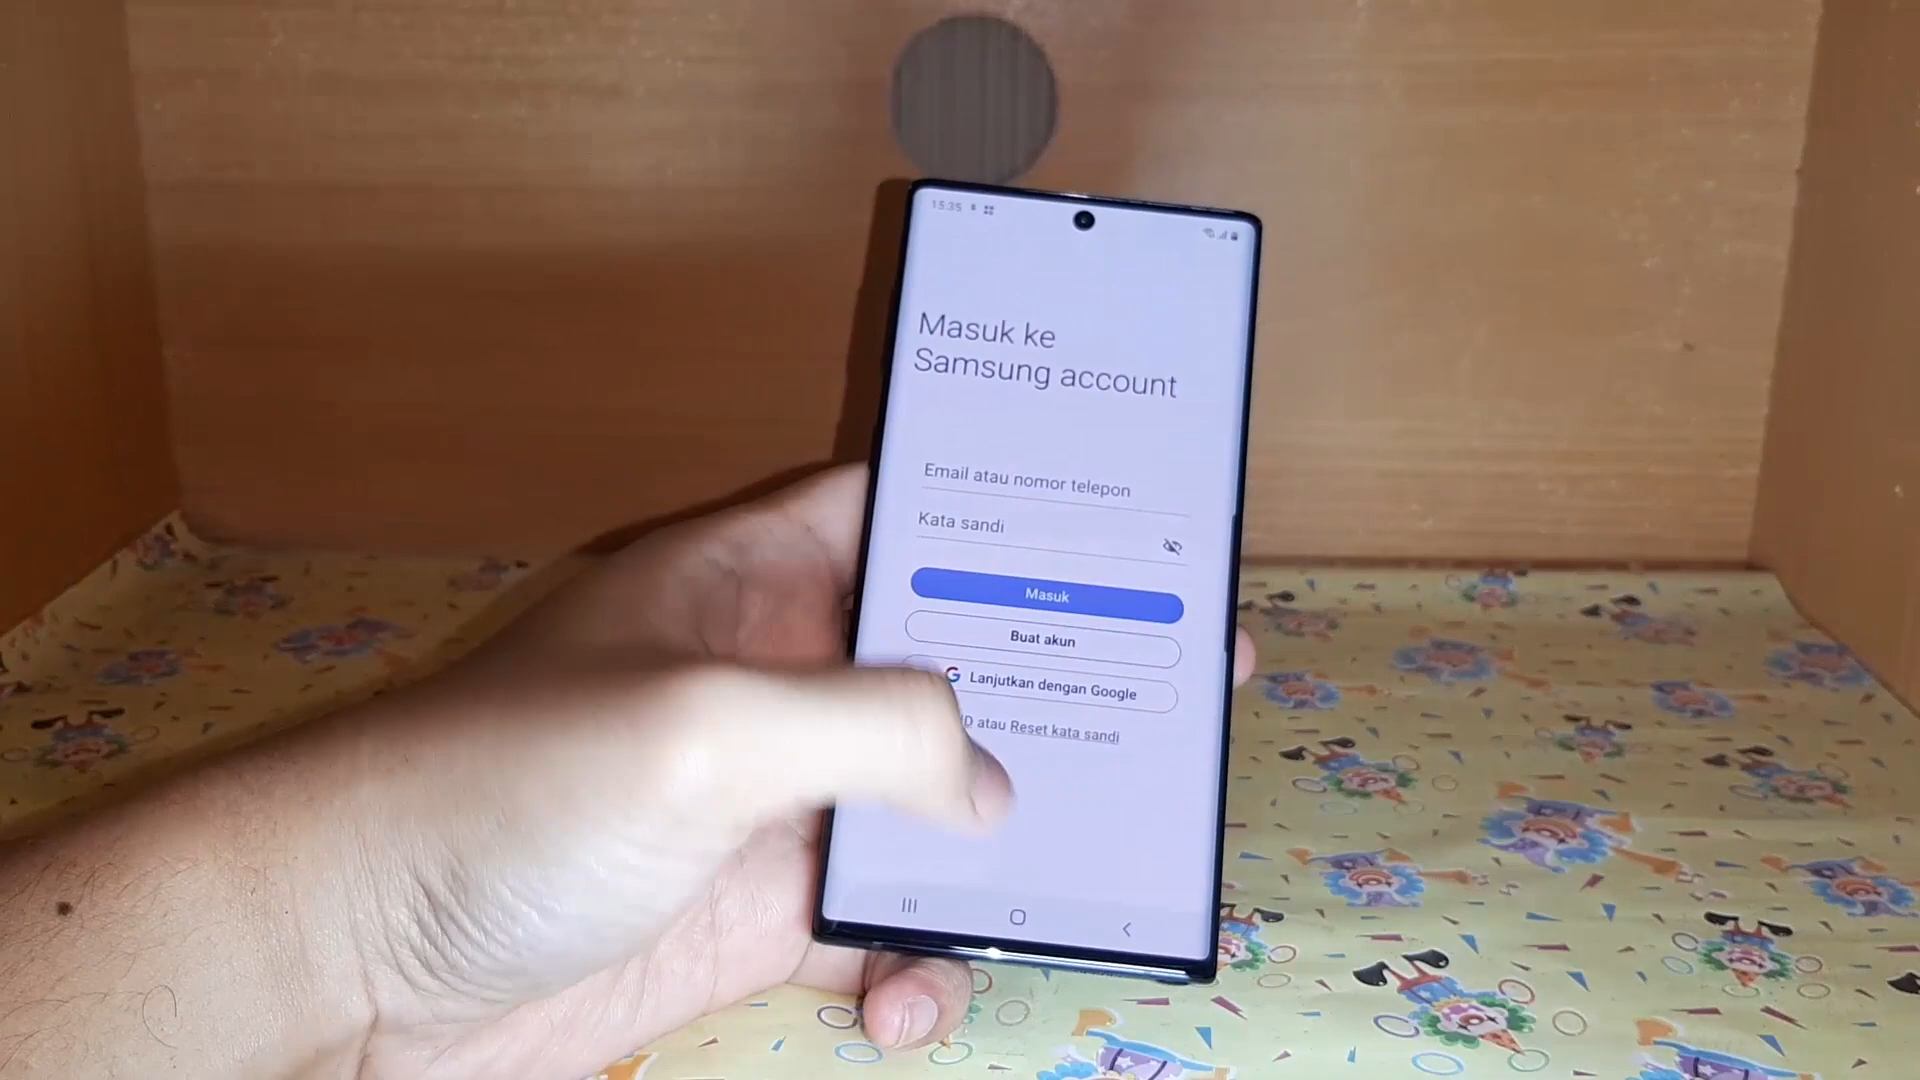 15:35
Masuk ke
Samsung account
Email atau nomor telepon
Kata sandi
Masuk
Buat akun
G Lanjutkan dengan Google
atau Reset kata sandi